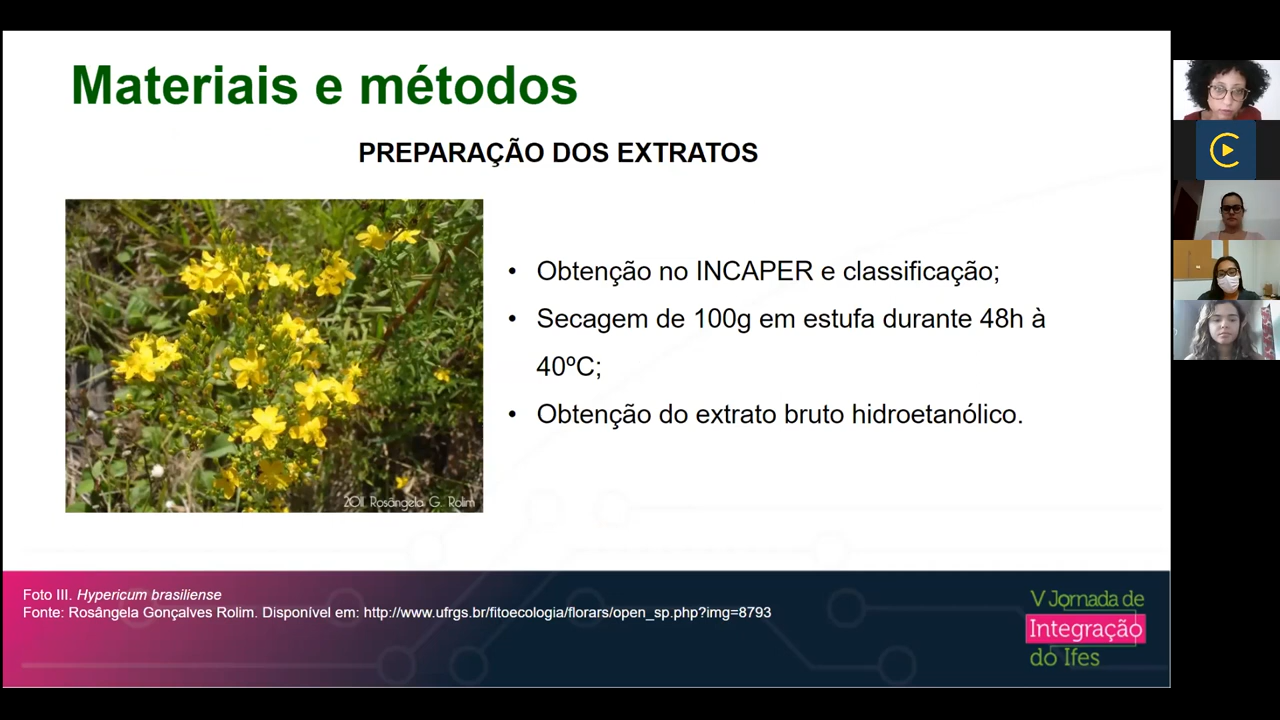 Materiais e métodos
PREPARAÇÃO DOS EXTRATOS
• Obtenção no INCAPER e classificação;
• Secagem de 100g em estufa durante 48h à
40ºC;
• Obtenção do extrato bruto hidroetanólico.
2011 Rosângela G. Rolim
Foto III. Hypericum brasiliense
Fonte: Rosângela Gonçalves Rolim. Disponível em: http://www.ufrgs.br/fitoecologia/florars/open_sp.php?img=8793
V Jornada de
Integração
do Ifes